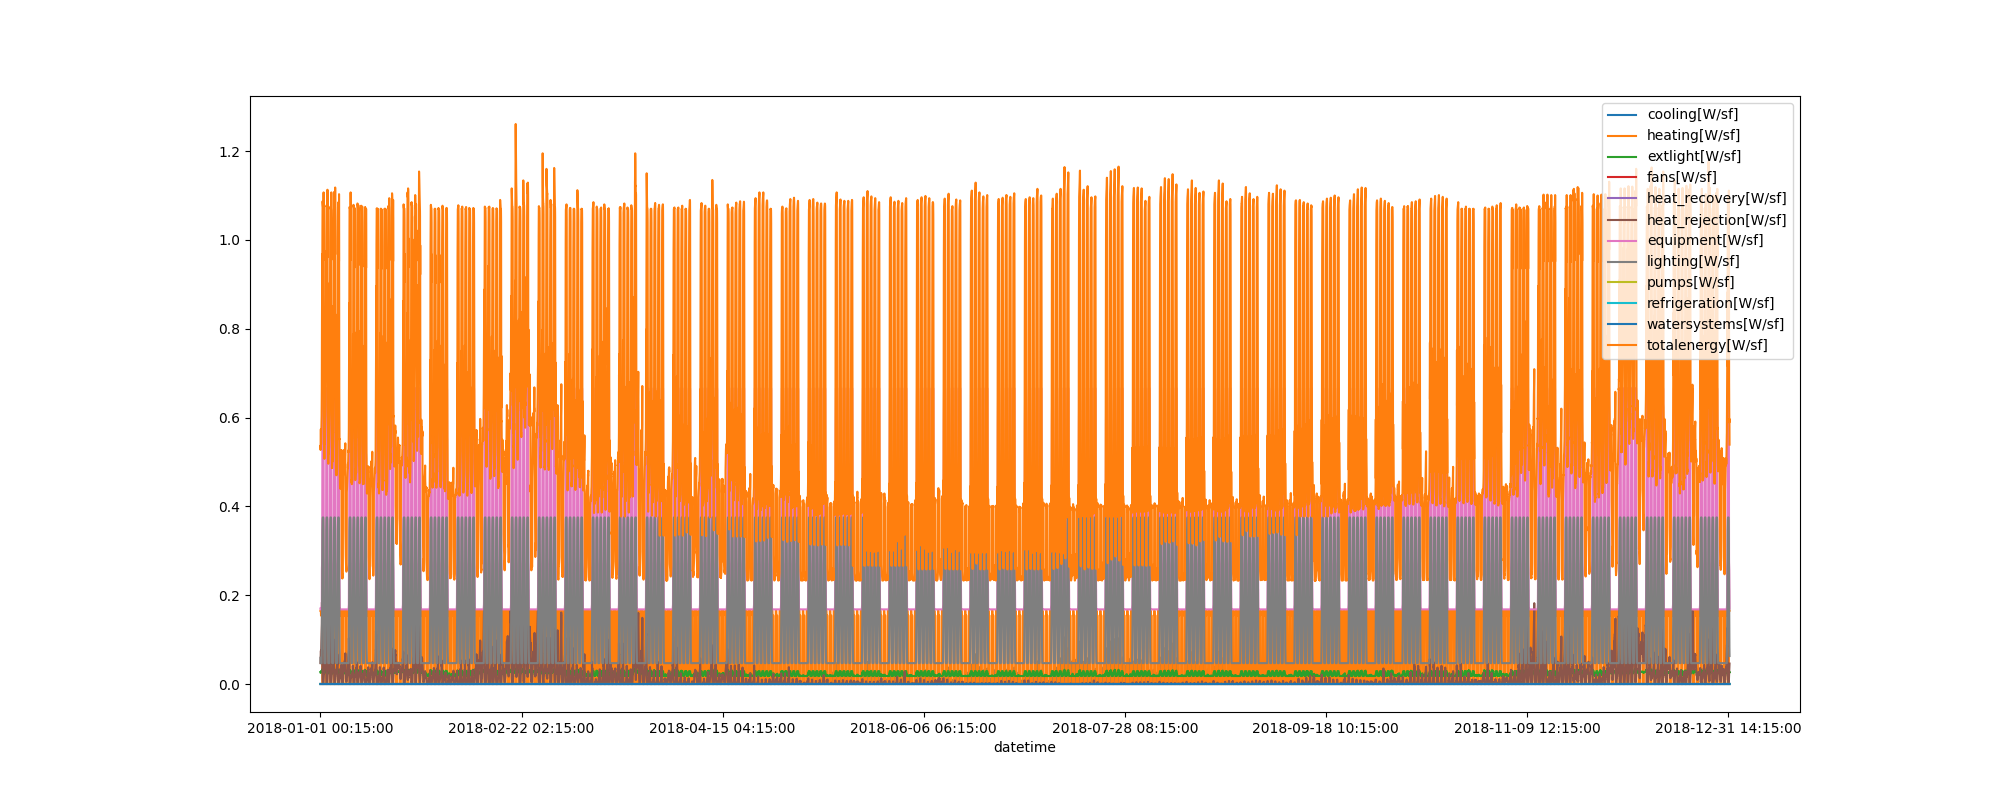 1.2
1.0
0.8
0.6
0.4
0.2
0.0
cooling[W/sf]
heating[W/sf]
extlight[W/sf]
fans[W/sf]
heat_recovery[W/sf]
heat_rejection[W/sf]
equipment[W/sf]
lighting[W/sf]
pumps[W/sf]
refrigeration[W/sf]
watersystems[W/sf]
totalenergy[W/sf]
2018-01-01 00:15:00 2018-02-22 02:15:00 2018-04-15 04:15:00 2018-06-06 06:15:00 2018-07-28 08:15:00 2018-09-18 10:15:00 2018-11-09 12:15:00 2018-12-31 14:15:00
datetime